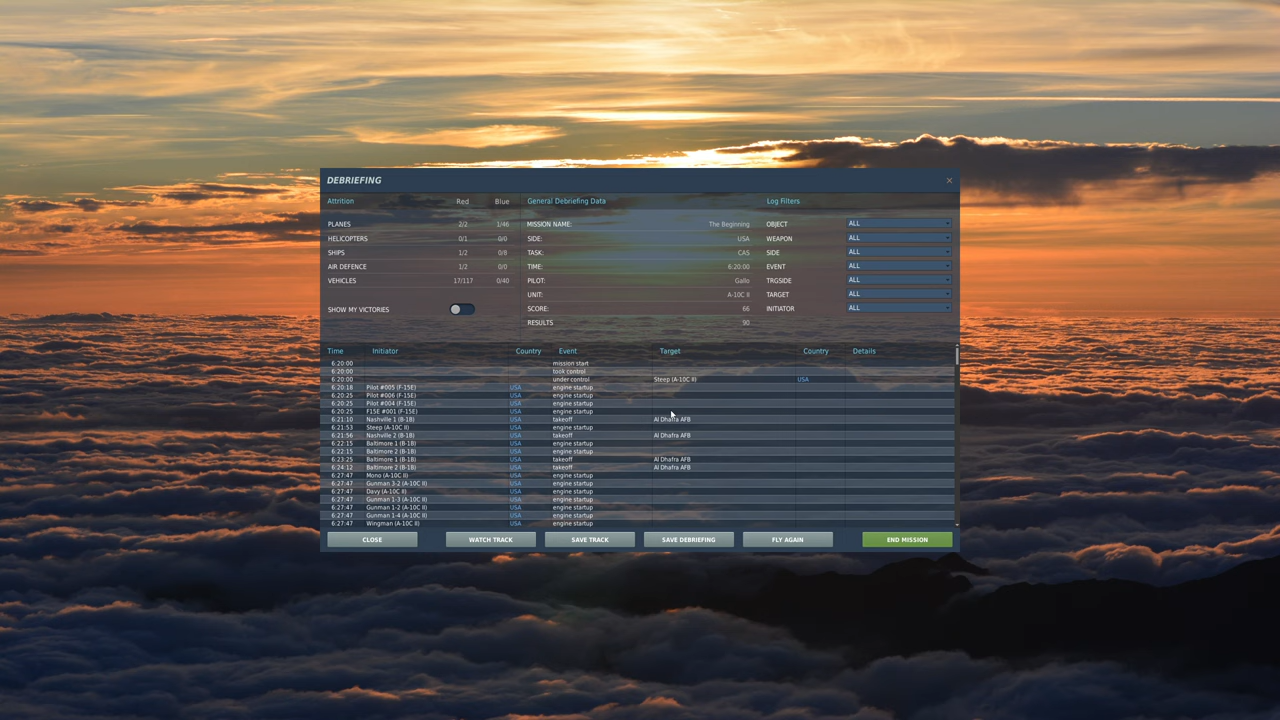 DEBRIEFING
Attrition Red Blue General Debriefing Data Log Filters
PLANES 2/2 1/46 MISSION NAME: The Beginning OBJECT ALL
HELICOPTERS 0/1 0/0 SIDE: USA WEAPON ALL
SHIPS 1/2 0/8 TASK: CAS SIDE ALL
AIR DEFENCE 1/2 0/0 TIME: 6:20:00 EVENT ALL
VEHICLES 17/117 0/40 PILOT: Gallo TRGSIDE ALL
UNIT: A-10C II TARGET ALL
SHOW MY VICTORIES SCORE: 66 INITIATOR ALL
RESULTS 90
Time Initiator Country Event Target Country Details
6:20:00 mission start
6:20:00 took control
6:20:00 under control Steep (A-10C II) USA
6:20:18 Pilot #005 (F-15E) USA engine startup
6:20:25 Pilot #006 (F-15E) USA engine startup
6:20:25 Pilot #004 (F-15E) USA engine startup
6:20:25 F15E #001 (F-15E) USA engine startup
6:21:10 Nashville 1 (B-1B) USA takeoff Al Dhafra AFB
6:21:53 Steep (A-10C II) USA engine startup
6:21:56 Nashville 2 (B-1B) USA takeoff Al Dhafra AFB
6:22:15 Baltimore 1 (B-1B) USA engine startup
6:22:15 Baltimore 2 (B-1B) USA engine startup
6:23:25 Baltimore 1 (B-1B) USA takeoff Al Dhafra AFB
6:24:12 Baltimore 2 (B-1B) USA takeoff Al Dhafra AFB
6:27:47 Mono (A-10C II) USA engine startup
6:27:47 Gunman 3-2 (A-10C II) USA engine startup
6:27:47 Davy (A-10C II) USA engine startup
6:27:47 Gunman 1-3 (A-10C II) USA engine startup
6:27:47 Gunman 1-2 (A-10C II) USA engine startup
6:27:47 Gunman 1-4 (A-10C II) USA engine startup
6:27:47 Wingman (A-10C II) USA engine startup
CLOSE WATCH TRACK SAVE TRACK SAVE DEBRIEFING FLY AGAIN END MISSION